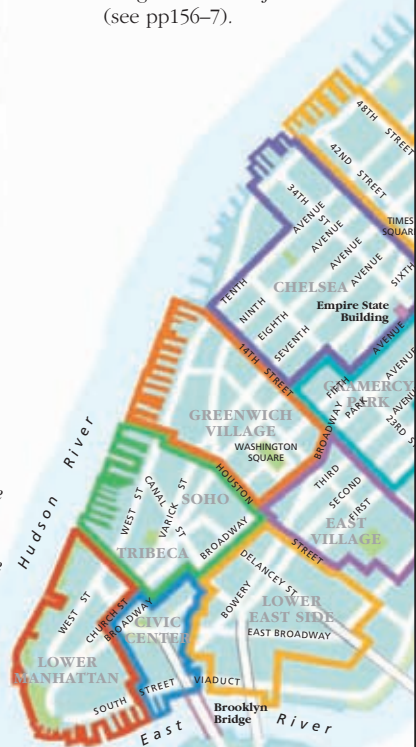 (see pp156–7).
48TH STREET
42ND STREET
34TH ST
TIMES
AVENUE
AVENUE
AVENUE
AVENUE
SIXTH
TENTH
CHELSEA
NINTH
Empire State
Building
EIGHTH
SEVENTH
AVENUE
14TH STREET
FIFTH
AVENUE
GRAMERCY
PARK
PARK
23RD
GREENWICH
VILLAGE
BROADWAY
WASHINGTON
SQUARE
Hudson River
HOUSTON
STREET
THIRD
SECOND
FIRST
EAST
VILLAGE
WEST ST
CANAL ST
VARICK ST
SOHO
TRIBECA
BROADWAY
DELANCEY ST
BOWERY
LOWER
EAST SIDE
EAST BROADWAY
WEST ST
CHURCH ST
BROADWAY
CIVIC
CENTER
LOWER
MANHATTAN
SOUTH STREET VIADUCT
Brooklyn
Bridge
East River